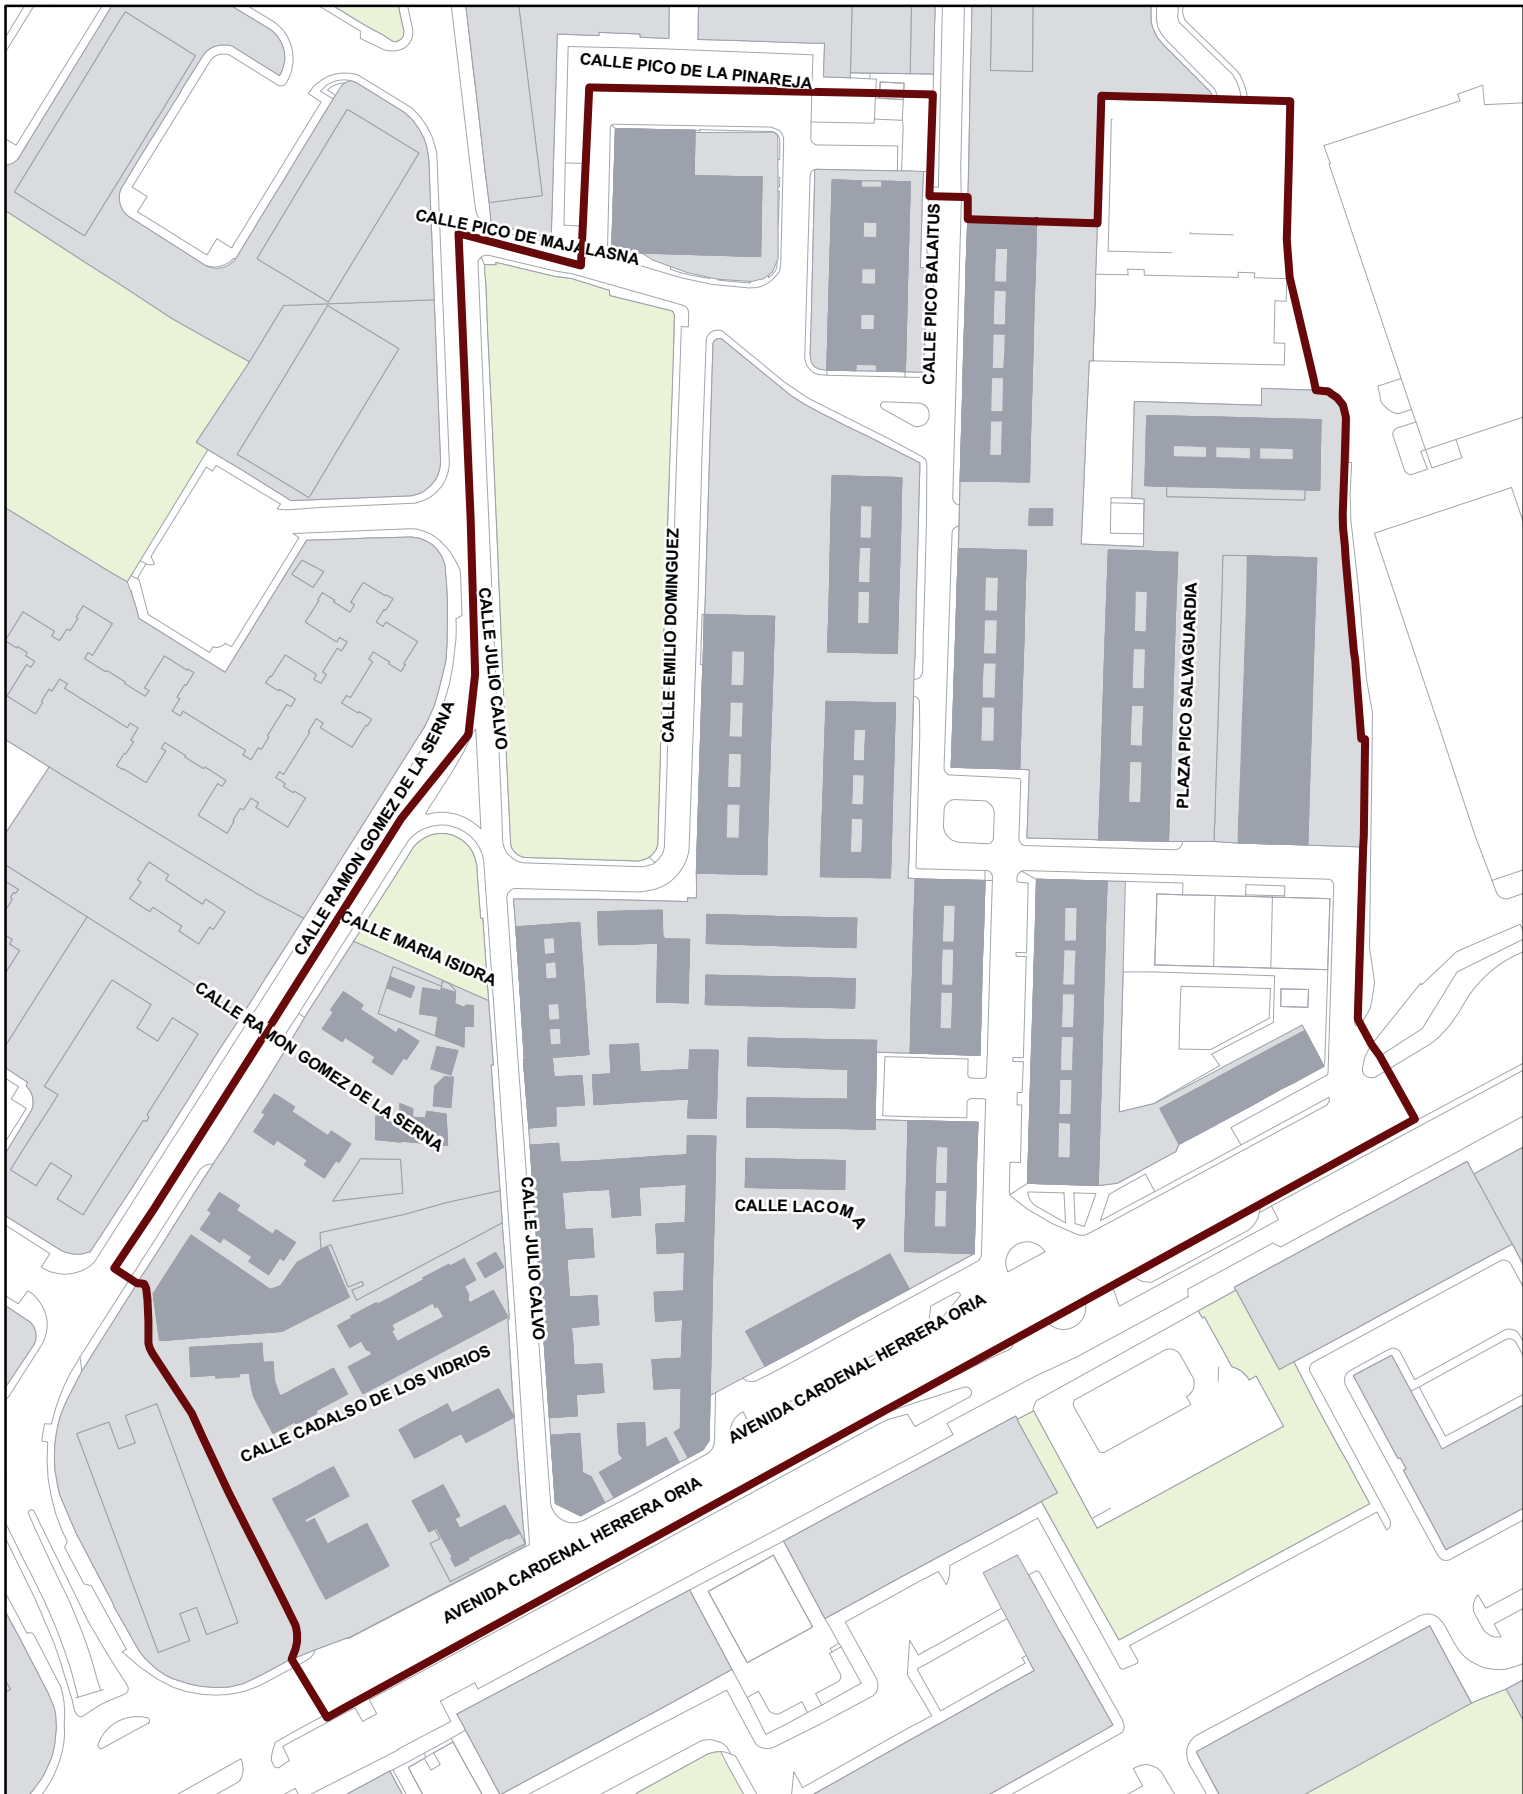 CALLE PICO DE LA PINAREJA
CALLE PICO DE MAJALASNA
CALLE PICO BALAITUS
CALLE EMILIO DOMINGUEZ
CALLE JULIO CALVO
PLAZA PICO SALVAGUARDIA
CALLE RAMON GOMEZ DE LA SERNA
CALLE MARIA ISIDRA
CALLE RAMON GOMEZ DE LA SERNA
CALLE JULIO CALVO
CALLE LACOMA
CALLE CADALSO DE LOS VIDRIOS
AVENIDA CARDENAL HERRERA ORIA
AVENIDA CARDENAL HERRERA ORIA